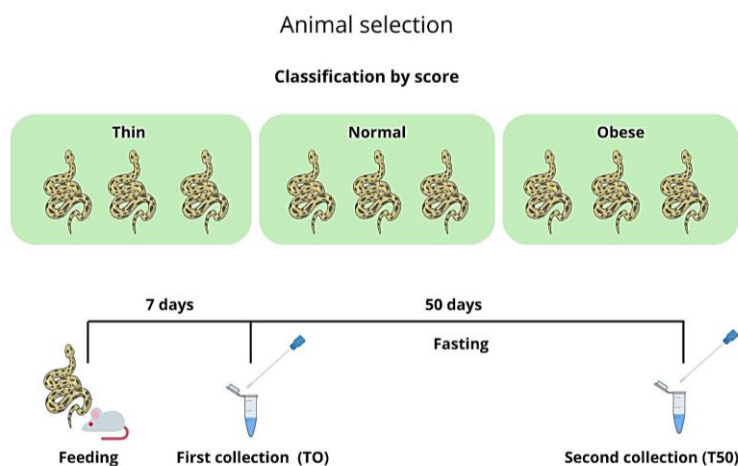 Animal selection
Classification by score
Thin
Normal
Obese
7 days
50 days
Fasting
Feeding
First collection (TO)
Second collection (T50)